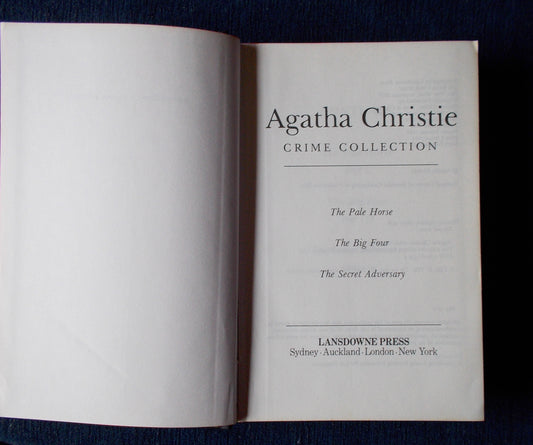 Agatha Christie
CRIME COLLECTION
The Pale Horse
The Big Four
The Secret Adversary
LANSDOWNE PRESS
Sydney·Auckland·London·New York